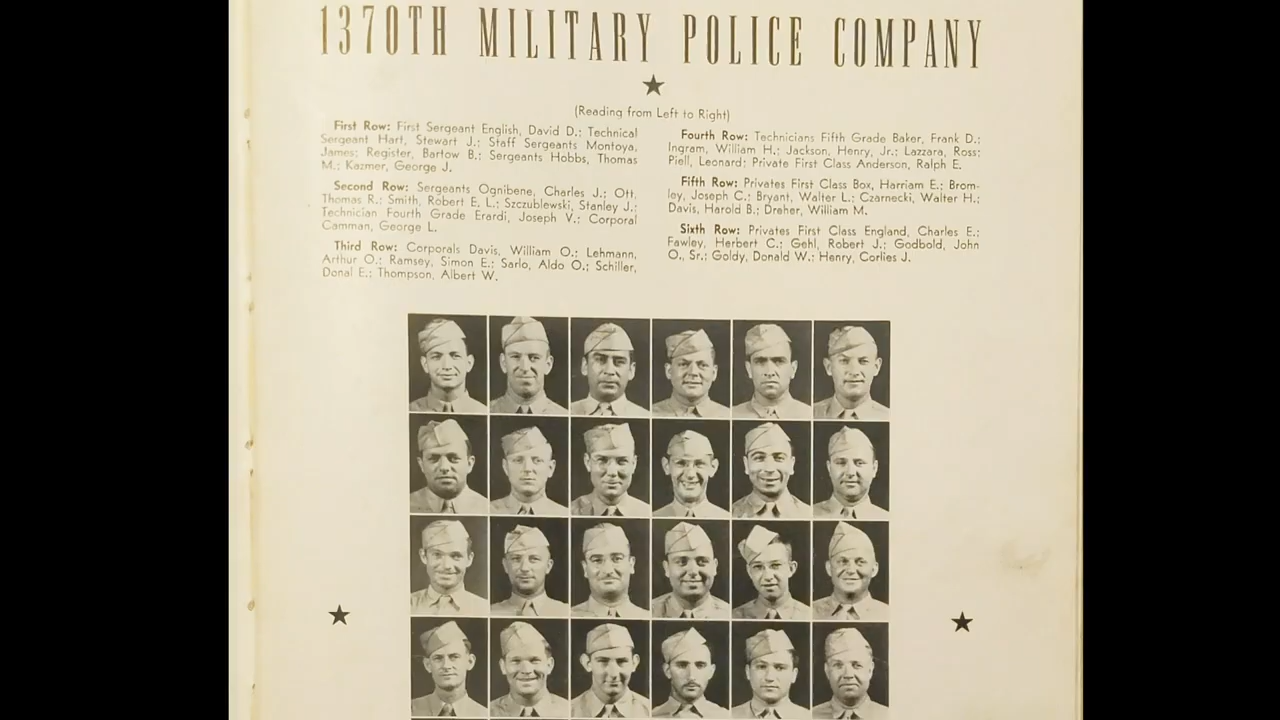 1370TH MILITARY POLICE COMPANY
(Reading from Left to Right)
First Row: First Sergeant English, David D.; Technical
Sergeant Hart, Stewart J.; Staff Sergeants Montoya,
James; Register, Bartow B.; Sergeants Hobbs, Thomas
M.; Kazmer, George J.
Second Row: Sergeants Ognibene, Charles J.; Ott,
Thomas R.; Smith, Robert E. L.; Szczublewski, Stanley J.;
Technician Fourth Grade Erardi, Joseph V.; Corporal
Camman, George L.
Third Row: Corporals Davis, William O.; Lehmann,
Arthur O.; Ramsey, Simon E.; Sarlo, Aldo O.; Schiller,
Donal E.; Thompson, Albert W.
Fourth Row: Technicians Fifth Grade Baker, Frank D.;
Ingram, William H.; Jackson, Henry, Jr.; Lazzara, Ross;
Piell, Leonard; Private First Class Anderson, Ralph E.
Fifth Row: Privates First Class Box, Harriam E.; Brom-
ley, Joseph C.; Bryant, Walter L.; Czarnecki, Walter H.;
Davis, Harold B.; Dreher, William M.
Sixth Row: Privates First Class England, Charles E.;
Fawley, Herbert C.; Gehl, Robert J.; Godbold, John
O., Sr.; Goldy, Donald W.; Henry, Corlies J.